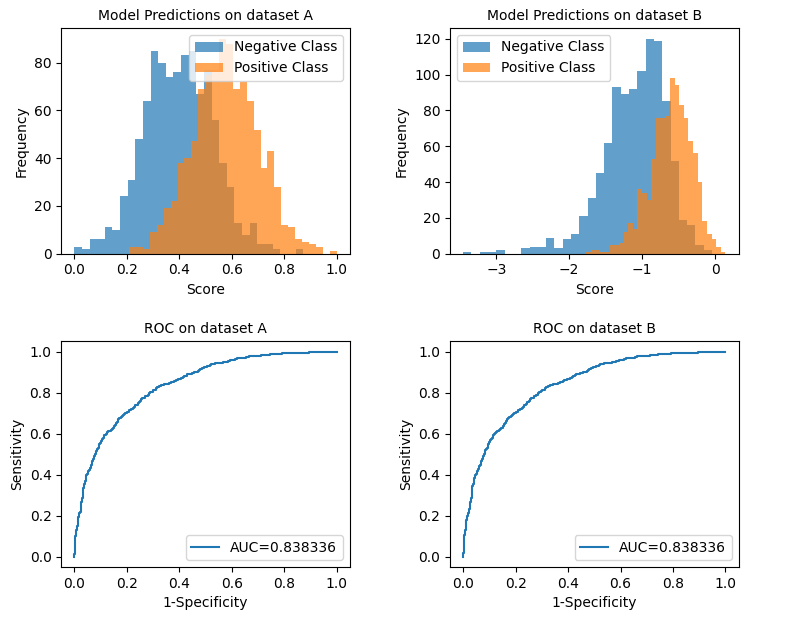 Model Predictions on dataset A
Negative Class
Positive Class
Frequency
80
60
40
20
0
0.0 0.2 0.4 0.6 0.8 1.0
Score
Model Predictions on dataset B
Negative Class
Positive Class
Frequency
120
100
80
60
40
20
0
−3 −2 −1 0
Score
ROC on dataset A
Sensitivity
1.0
0.8
0.6
0.4
0.2
0.0
AUC=0.838336
0.0 0.2 0.4 0.6 0.8 1.0
1-Specificity
ROC on dataset B
Sensitivity
1.0
0.8
0.6
0.4
0.2
0.0
AUC=0.838336
0.0 0.2 0.4 0.6 0.8 1.0
1-Specificity